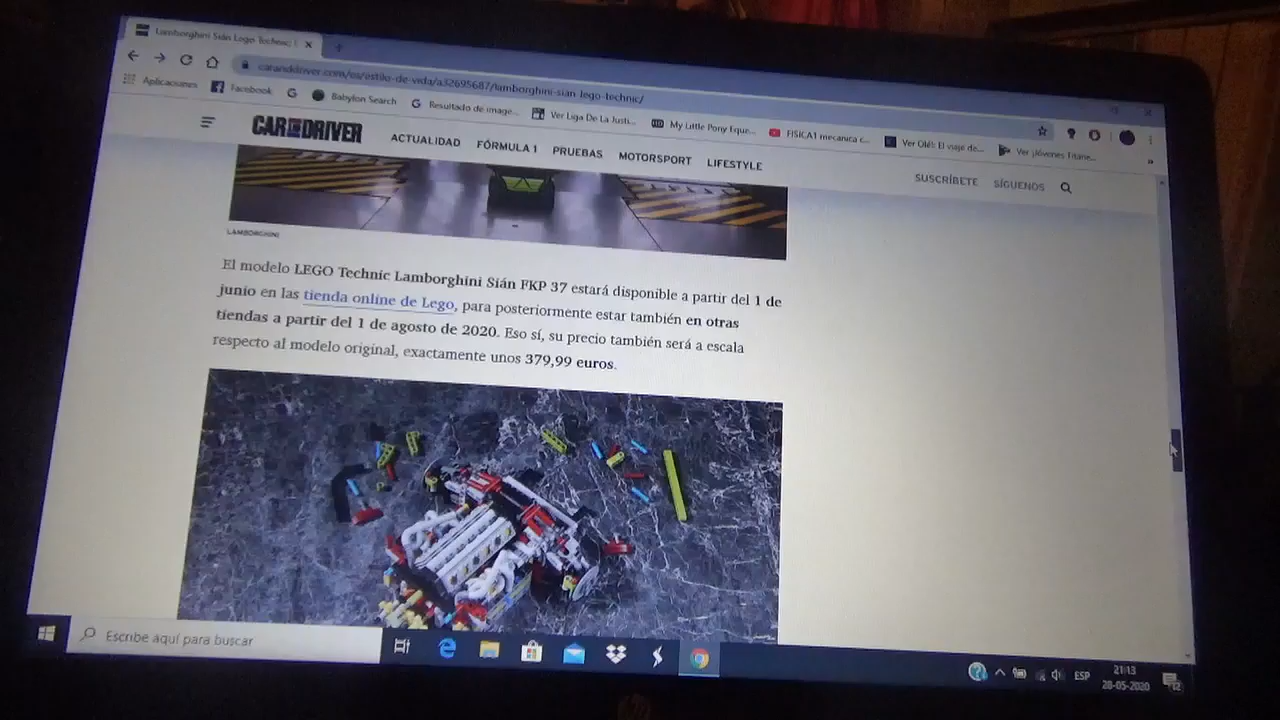 Lamborghini Sián Lego Technic: L
caranddriver.com/es/estilo-de-vida/a32695687/lamborghini-sian-lego-technic/
Aplicaciones Facebook Babylon Search Resultado de image... Ver Liga De La Justi... My Little Pony Eque... FISICA1 mecanica c... Ver Olé!: El viaje de... Ver ¡Jóvenes Titane... »
CAR AND DRIVER ACTUALIDAD FÓRMULA 1 PRUEBAS MOTORSPORT LIFESTYLE SUSCRÍBETE SÍGUENOS
LAMBORGHINI
El modelo LEGO Technic Lamborghini Sián FKP 37 estará disponible a partir del 1 de
junio en las tienda online de Lego, para posteriormente estar también en otras
tiendas a partir del 1 de agosto de 2020. Eso sí, su precio también será a escala
respecto al modelo original, exactamente unos 379,99 euros.
Escribe aquí para buscar
ESP
21:13
28-05-2020
12
hp